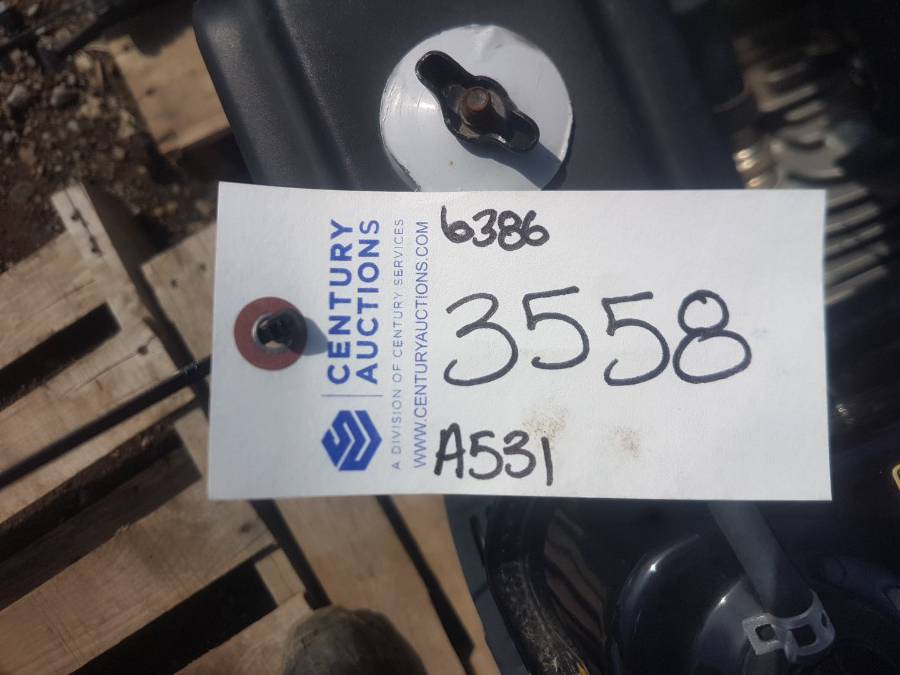 CENTURY
AUCTIONS
A DIVISION OF CENTURY SERVICES
WWW.CENTURYAUCTIONS.COM
6386
3558
A531